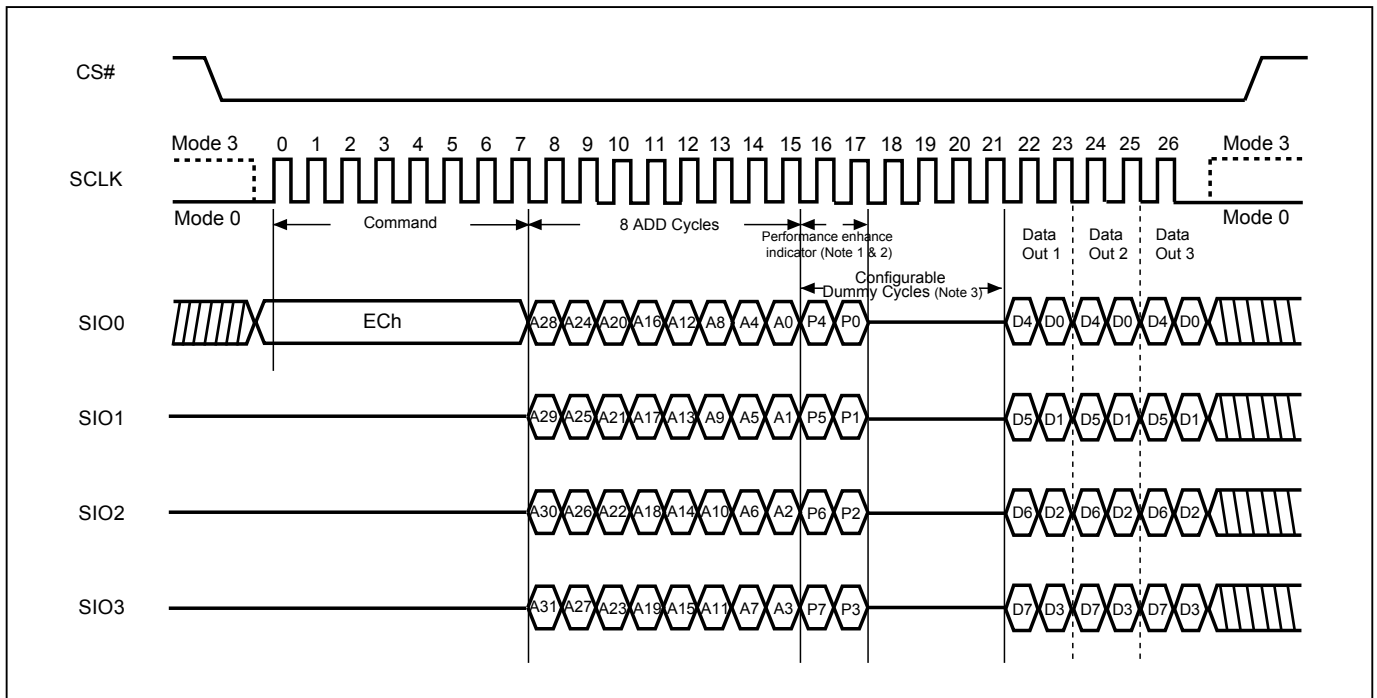 CS#
Mode 3 0 1 2 3 4 5 6 7 8 9 10 11 12 13 14 15 16 17 18 19 20 21 22 23 24 25 26 Mode 3
SCLK
Mode 0 Command 8 ADD Cycles Mode 0
Performance enhance
indicator (Note 1 & 2)
Data Data Data
Out 1 Out 2 Out 3
Configurable
Dummy Cycles (Note 3)
SIO0 ECh A28 A24 A20 A16 A12 A8 A4 A0 P4 P0 D4 D0 D4 D0 D4 D0
SIO1 A29 A25 A21 A17 A13 A9 A5 A1 P5 P1 D5 D1 D5 D1 D5 D1
SIO2 A30 A26 A22 A18 A14 A10 A6 A2 P6 P2 D6 D2 D6 D2 D6 D2
SIO3 A31 A27 A23 A19 A15 A11 A7 A3 P7 P3 D7 D3 D7 D3 D7 D3